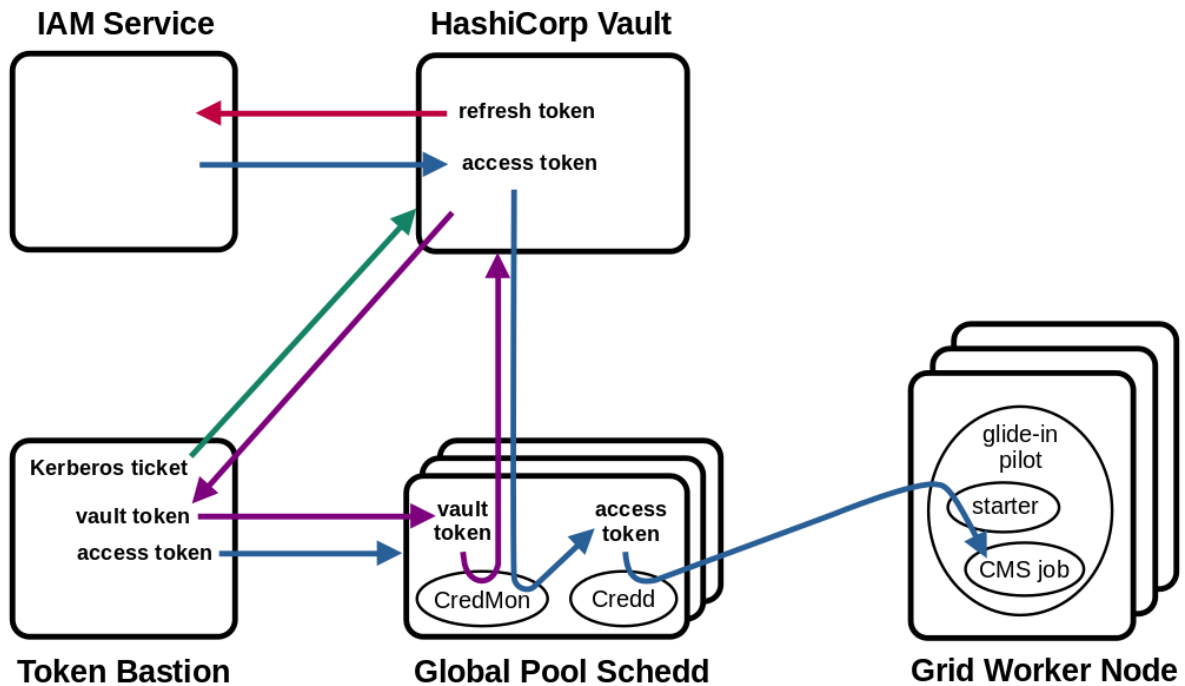 IAM Service
HashiCorp Vault
refresh token
access token
Kerberos ticket
vault token
access token
vault
token
access
token
CredMon
Credd
glide-in
pilot
starter
CMS job
Token Bastion
Global Pool Schedd
Grid Worker Node